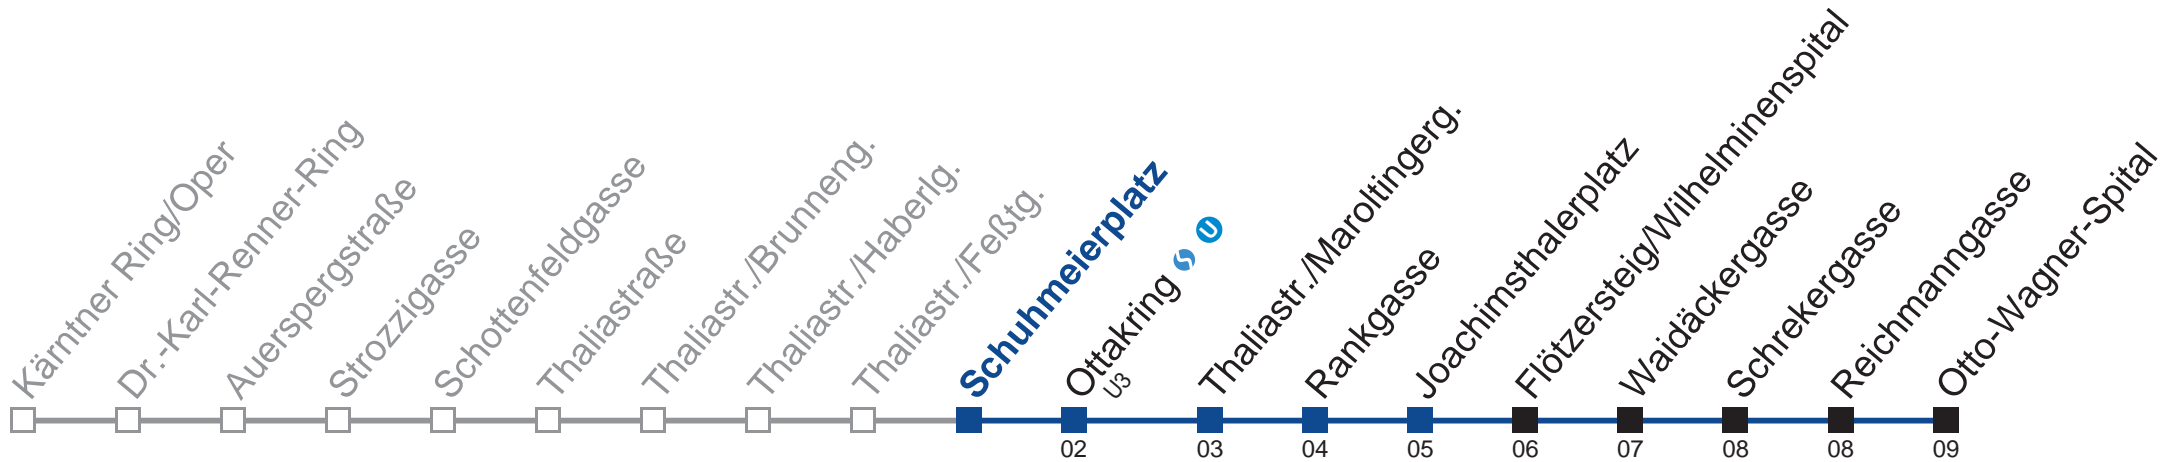 Kärntner Ring/Oper
Dr.-Karl-Renner-Ring
Auerspergstraße
Strozzigasse
Schottenfeldgasse
Thaliastraße
Thaliastr./Brunneng.
Thaliastr./Haberlg.
Thaliastr./Feßtg.
Schuhmeierplatz
Ottakring S U
U3
Thaliastr./Maroltingerg.
Rankgasse
Joachimsthalerplatz
Flötzersteig/Wilhelminenspital
Waidäckergasse
Schrekergasse
Reichmanngasse
Otto-Wagner-Spital
02 03 04 05 06 07 08 08 09